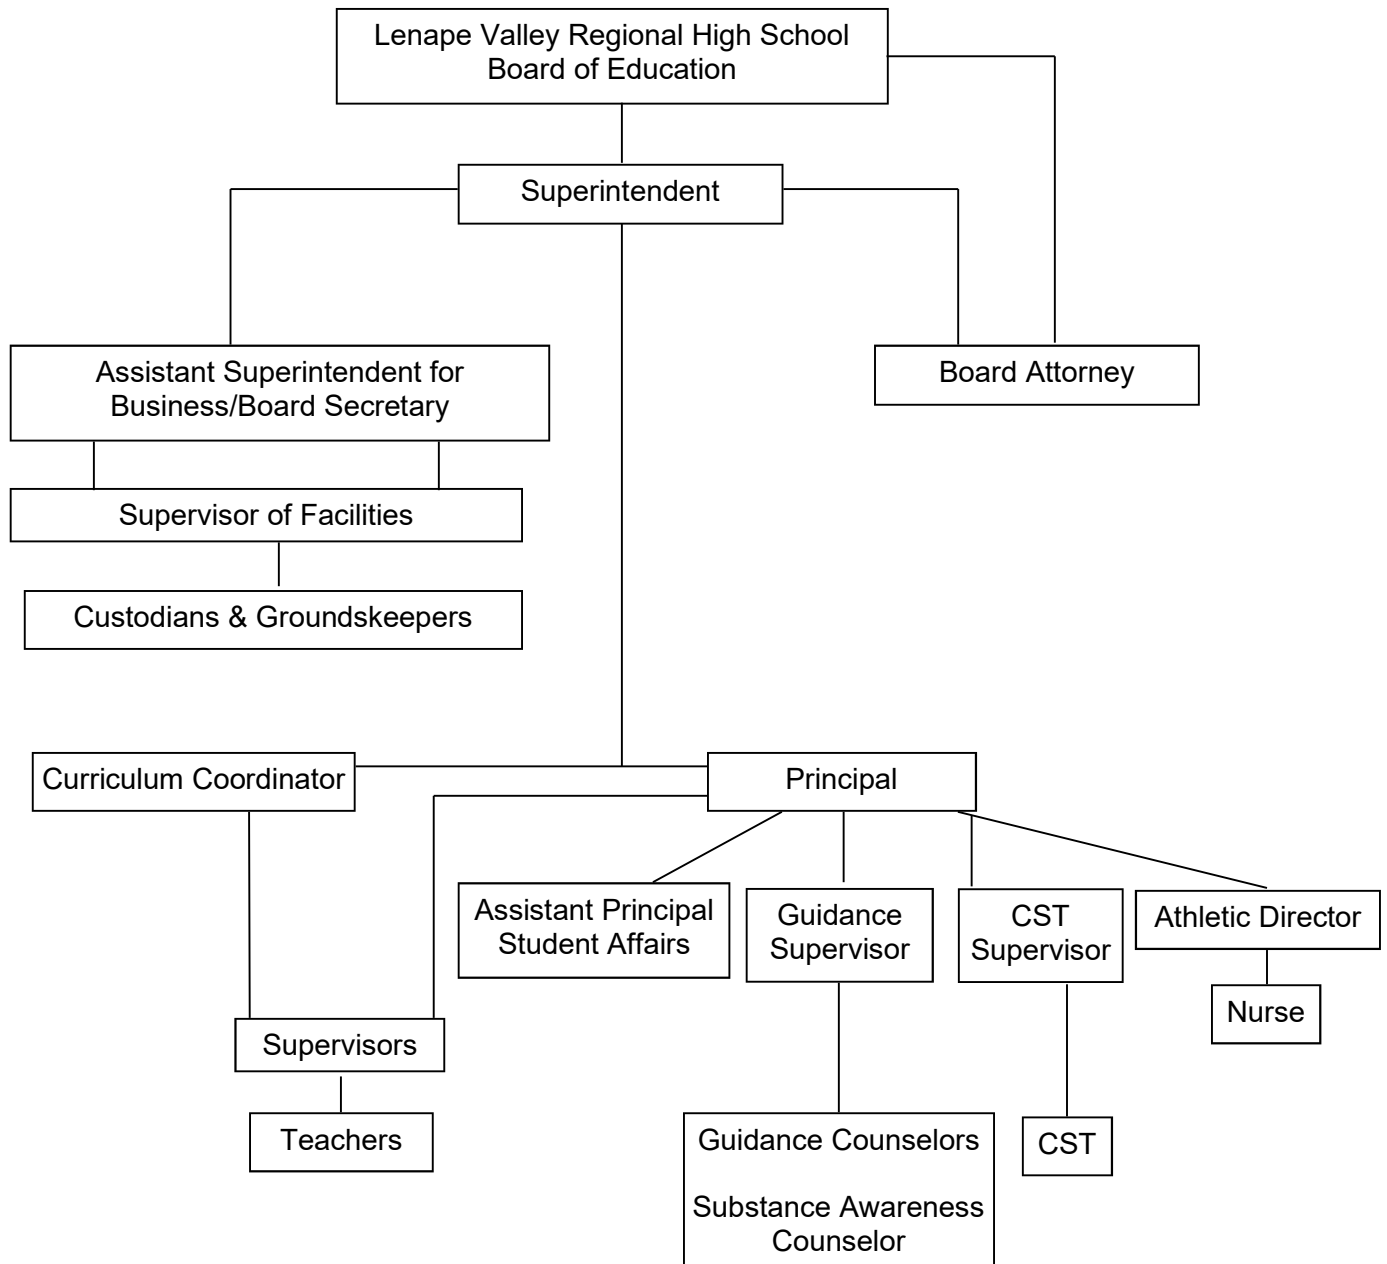 Lenape Valley Regional High School
Board of Education
Superintendent
Assistant Superintendent for
Business/Board Secretary
Board Attorney
Supervisor of Facilities
Custodians & Groundskeepers
Curriculum Coordinator
Principal
Assistant Principal
Student Affairs
Guidance
Supervisor
CST
Supervisor
Athletic Director
Nurse
Supervisors
Teachers
Guidance Counselors
Substance Awareness
Counselor
CST